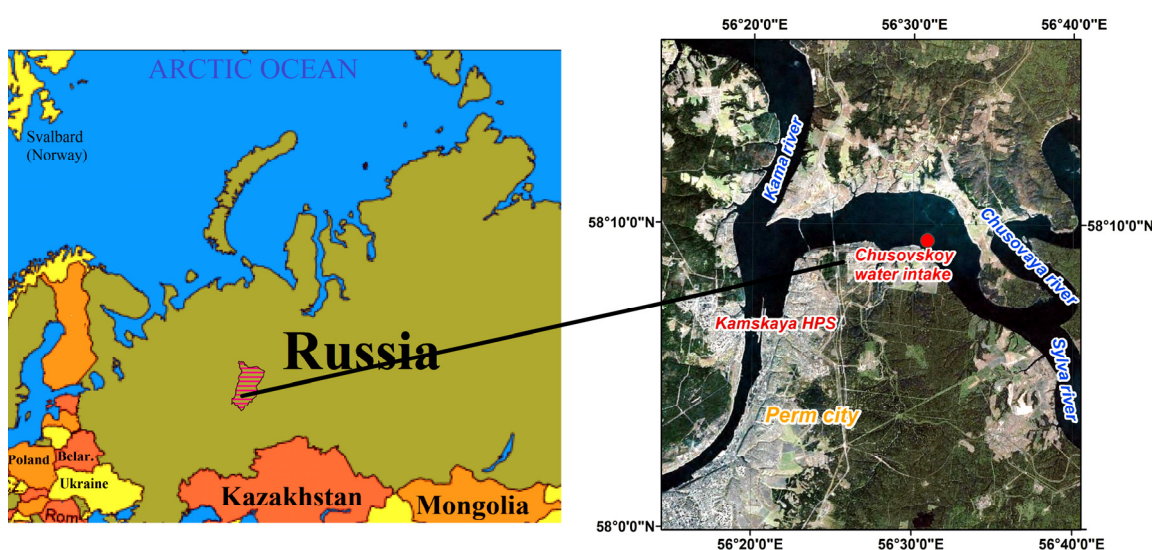 ARCTIC OCEAN
Svalbard
(Norway)
Russia
Poland
Belar.
Ukraine
Rom
Kazakhstan
Mongolia
56°20'0"E
56°30'0"E
56°40'0"E
58°10'0"N
58°10'0"N
Kama river
Chusovaya river
Chusovskoy
water intake
Kamskaya HPS
Sylva river
Perm city
58°0'0"N
56°20'0"E
56°30'0"E
56°40'0"E